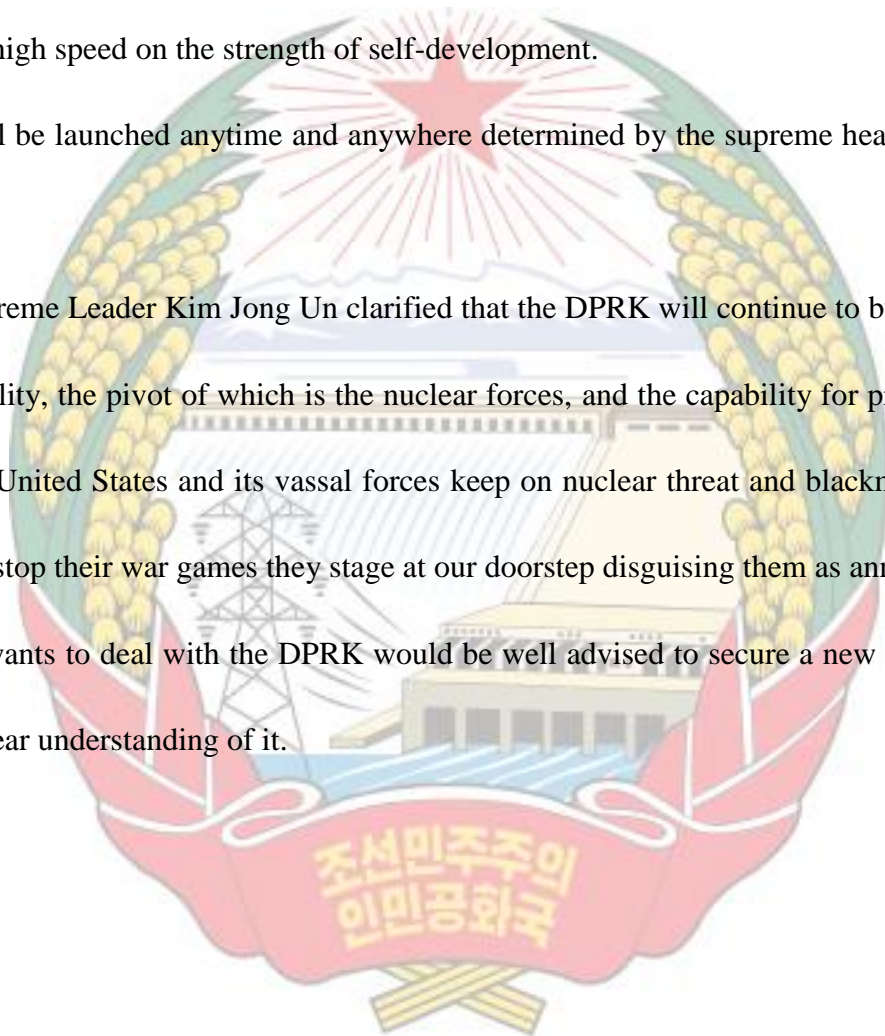 high speed on the strength of self-development.
l be launched anytime and anywhere determined by the supreme hea
reme Leader Kim Jong Un clarified that the DPRK will continue to b
lity, the pivot of which is the nuclear forces, and the capability for p
United States and its vassal forces keep on nuclear threat and blackm
stop their war games they stage at our doorstep disguising them as an
vants to deal with the DPRK would be well advised to secure a new
ear understanding of it.
조선민주주의
인민공화국